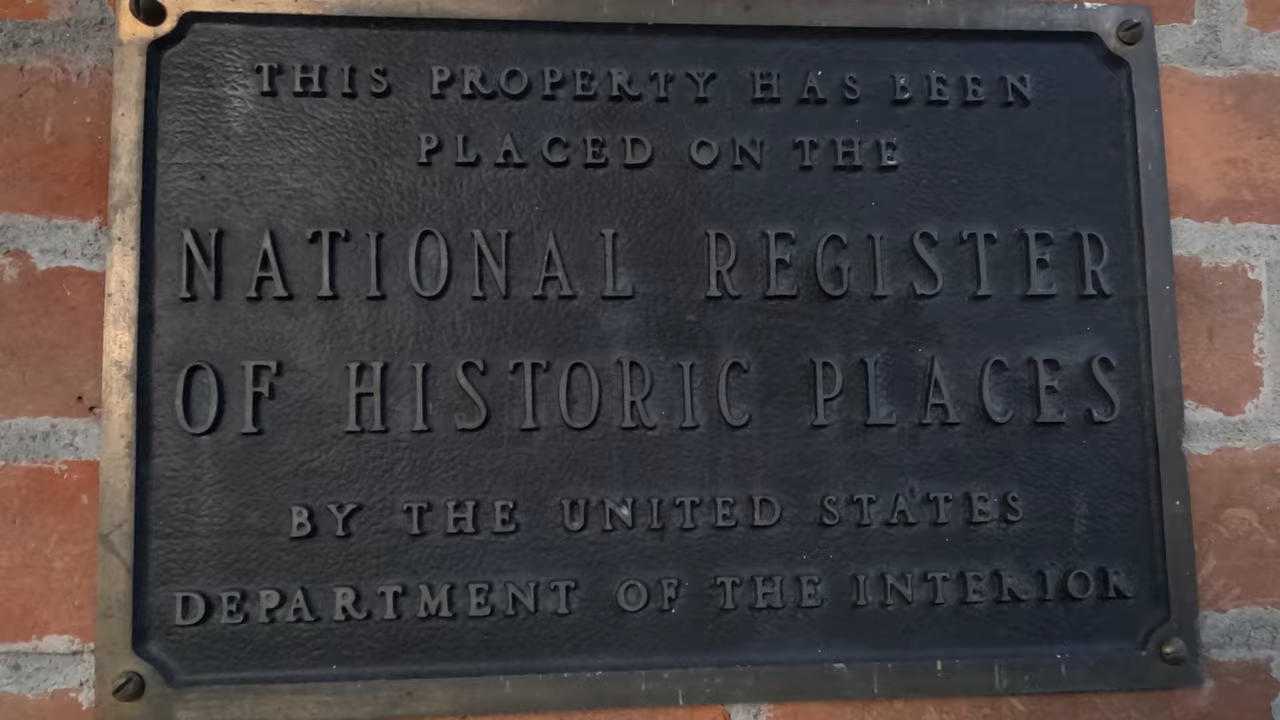 THIS PROPERTY HAS BEEN
PLACED ON THE
NATIONAL REGISTER
OF HISTORIC PLACES
BY THE UNITED STATES
DEPARTMENT OF THE INTERIOR